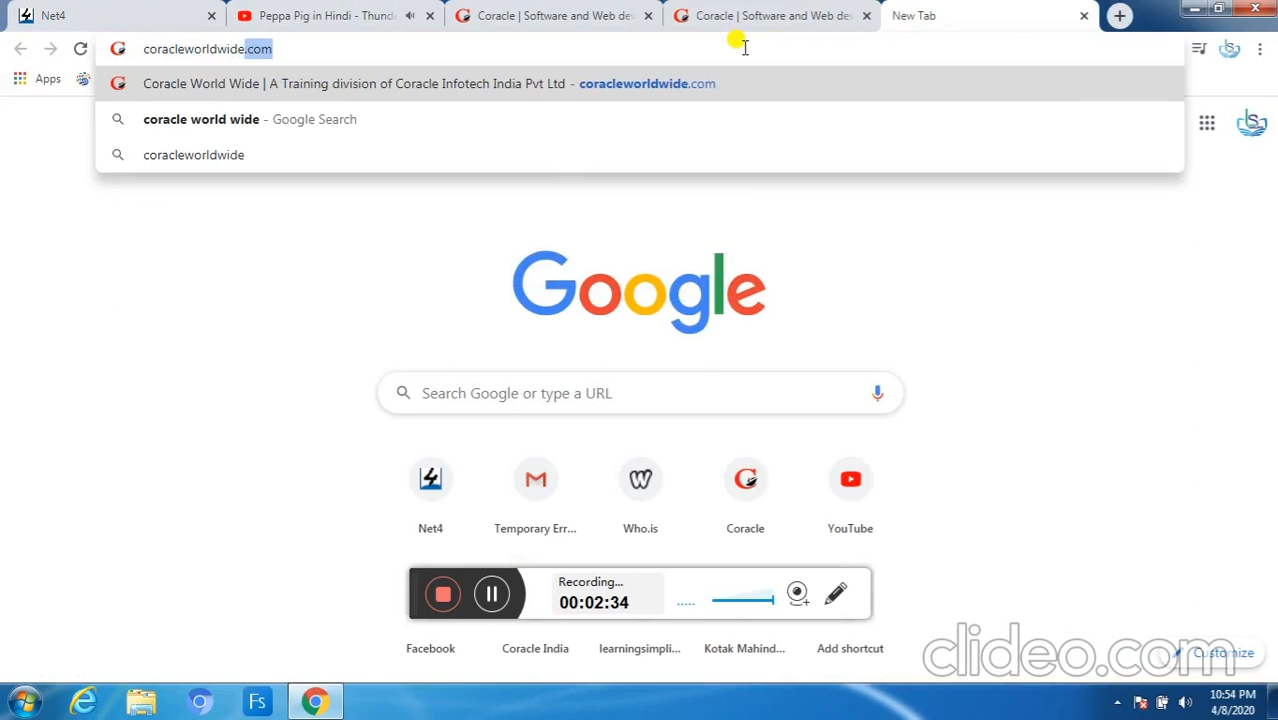 Net4
Peppa Pig in Hindi - Thund
Coracle | Software and Web dev
Coracle | Software and Web dev
New Tab
coracleworldwide.com
Apps
Coracle World Wide | A Training division of Coracle Infotech India Pvt Ltd - coracleworldwide.com
coracle world wide - Google Search
coracleworldwide
Google
Search Google or type a URL
Net4
Temporary Err...
Who.is
Coracle
YouTube
Recording...
00:02:34
Facebook
Coracle India
learningsimpli...
Kotak Mahind...
Add shortcut
Customize
clideo.com
Fs
10:54 PM
4/8/2020